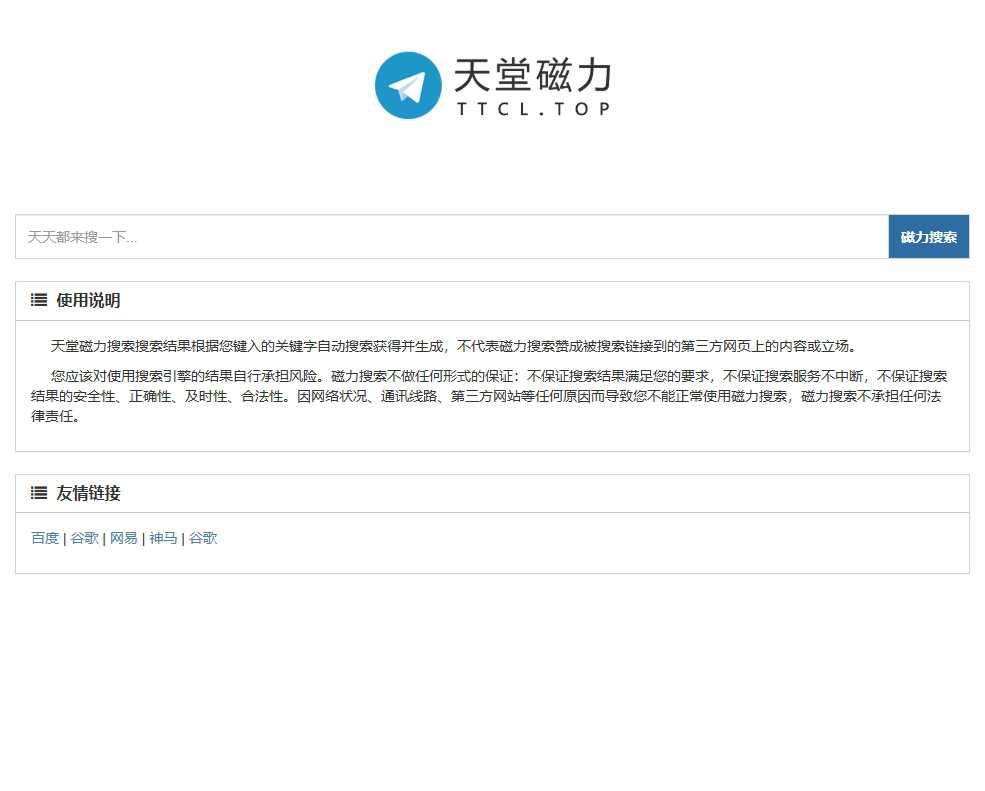 天堂磁力
TTCL.TOP
天天都来搜一下...
磁力搜索
使用说明
天堂磁力搜索搜索结果根据您键入的关键字自动搜索获得并生成，不代表磁力搜索赞成被搜索链接到的第三方网页上的内容或立场。
您应该对使用搜索引擎的结果自行承担风险。磁力搜索不做任何形式的保证：不保证搜索结果满足您的要求，不保证搜索服务不中断，不保证搜索
结果的安全性、正确性、及时性、合法性。因网络状况、通讯线路、第三方网站等任何原因而导致您不能正常使用磁力搜索，磁力搜索不承担任何法
律责任。
友情链接
百度 | 谷歌 | 网易 | 神马 | 谷歌